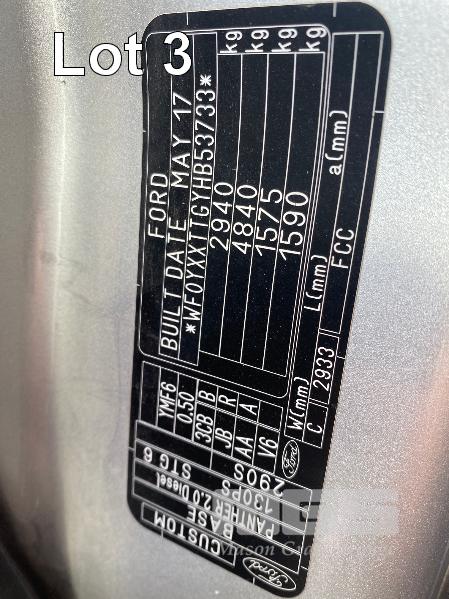 Lot 3
FORD
BUILT DATE MAY 17
*WF0YXXTTGYHB53733*
2940 kg
4840 kg
1575 kg
1590 kg
YMF6
0.50
3CB B
JB R
AA A
V6
Ford W(mm) L(mm) a(mm)
C 2933 FCC
CUSTOM
BASE
PANTHER 2.0 Diesel
130PS STG 6
290S
Ford
Mason